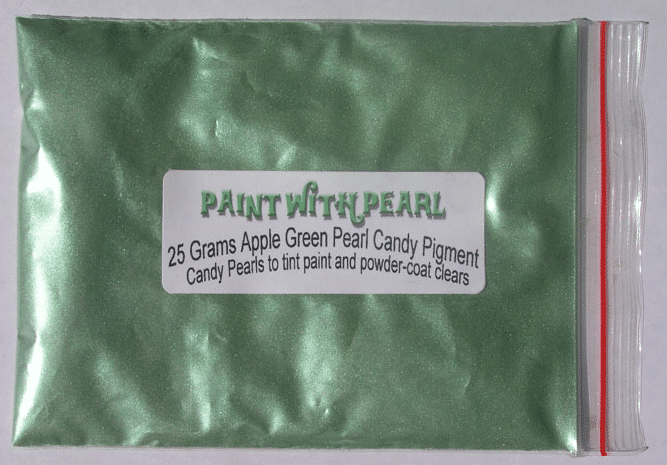 PAINT WITH PEARL
25 Grams Apple Green Pearl Candy Pigment
Candy Pearls to tint paint and powder-coat clears